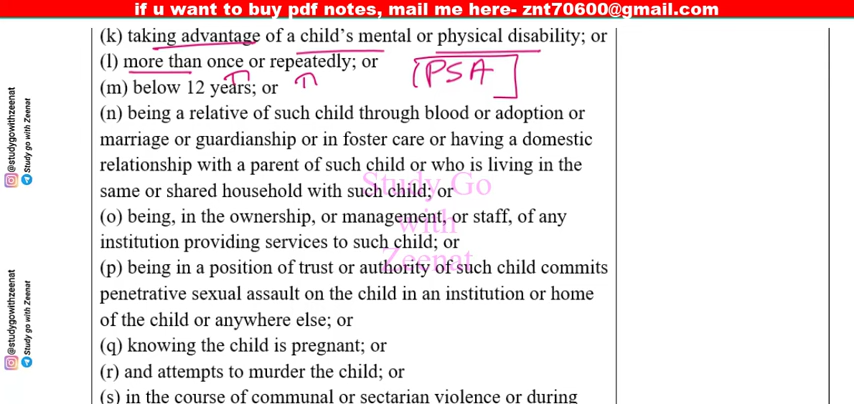 if u want to buy pdf notes, mail me here- znt70600@gmail.com
(k) taking advantage of a child's mental or physical disability; or
(l) more than once or repeatedly; or
[PSA]
(m) below 12 years; or
(n) being a relative of such child through blood or adoption or
marriage or guardianship or in foster care or having a domestic
relationship with a parent of such child or who is living in the
same or shared household with such child; or
(o) being, in the ownership, or management, or staff, of any
institution providing services to such child; or
(p) being in a position of trust or authority of such child commits
penetrative sexual assault on the child in an institution or home
of the child or anywhere else; or
(q) knowing the child is pregnant; or
(r) and attempts to murder the child; or
(s) in the course of communal or sectarian violence or during
Study Go
with
Zeenat
@studygowithzeenat
Study go with Zeenat
@studygowithzeenat
Study go with Zeenat